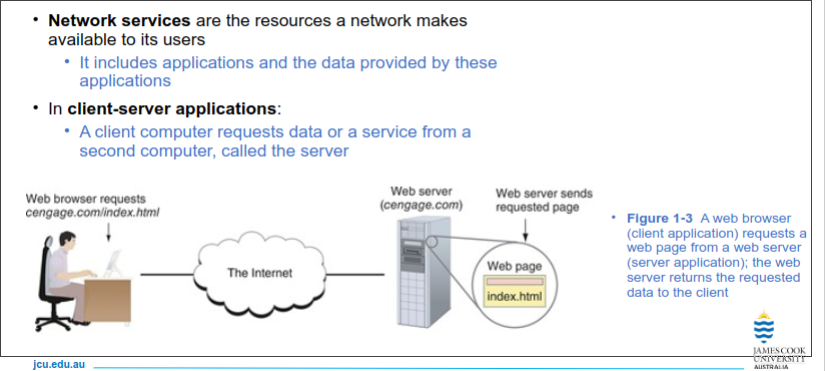 • Network services are the resources a network makes
available to its users
• It includes applications and the data provided by these
applications
• In client-server applications:
• A client computer requests data or a service from a
second computer, called the server
Web browser requests
cengage.com/index.html
The Internet
Web server
(cengage.com)
Web server sends
requested page
Web page
index.html
• Figure 1-3 A web browser
(client application) requests a
web page from a web server
(server application); the web
server returns the requested
data to the client
jcu.edu.au
JAMES COOK
UNIVERSITY
AUSTRALIA